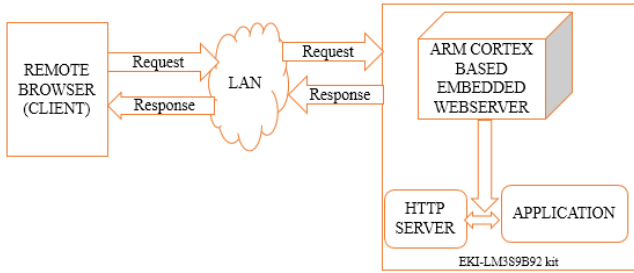 REMOTE
BROWSER
(CLIENT)
Request
Response
LAN
Request
Response
ARM CORTEX
BASED
EMBEDDED
WEBSERVER
HTTP
SERVER
APPLICATION
EKI-LM3S9B92 kit